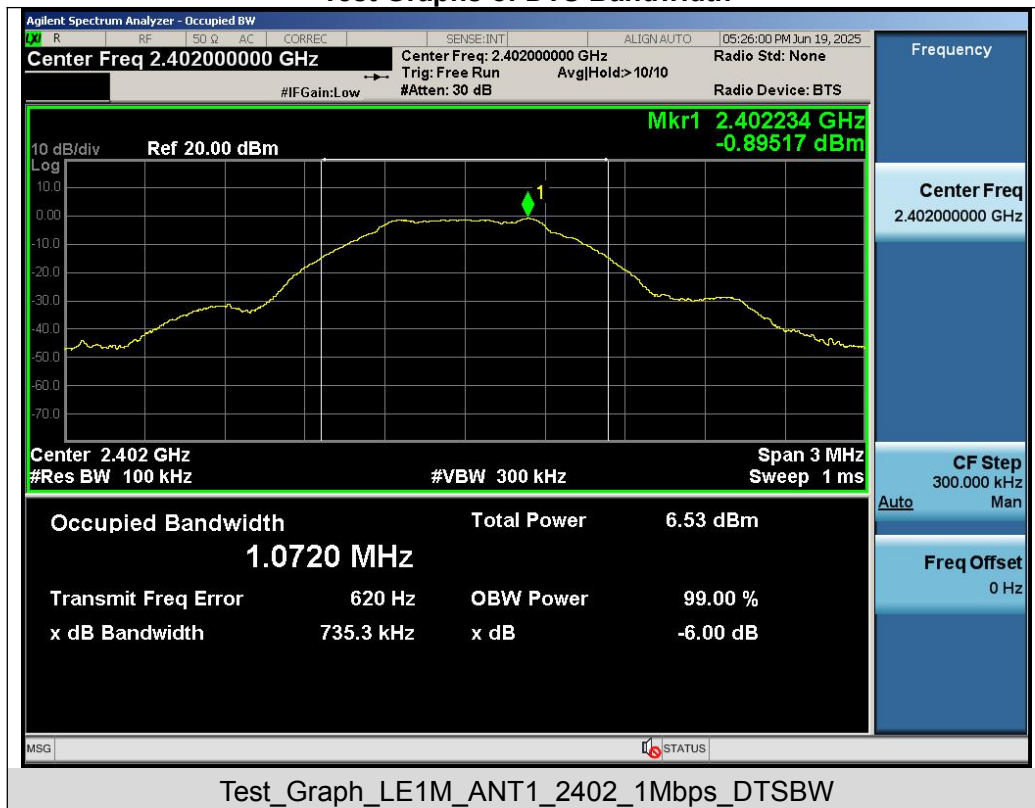 Test Graphs of DTS Bandwidth
Agilent Spectrum Analyzer - Occupied BW
LXI R RF 50 Ω AC CORREC SENSE:INT ALIGN AUTO 05:26:00 PM Jun 19, 2025
Center Freq 2.402000000 GHz
Center Freq: 2.402000000 GHz
Radio Std: None
Trig: Free Run Avg|Hold:> 10/10
#IFGain:Low #Atten: 30 dB Radio Device: BTS
Mkr1 2.402234 GHz
10 dB/div Ref 20.00 dBm -0.89517 dBm
Log
10.0
1
0.00
-10.0
-20.0
-30.0
-40.0
-50.0
-60.0
-70.0
Center 2.402 GHz Span 3 MHz
#Res BW 100 kHz #VBW 300 kHz Sweep 1 ms
Occupied Bandwidth Total Power 6.53 dBm
1.0720 MHz
Transmit Freq Error 620 Hz OBW Power 99.00 %
x dB Bandwidth 735.3 kHz x dB -6.00 dB
MSG STATUS
Frequency
Center Freq
2.402000000 GHz
CF Step
300.000 kHz
Auto Man
Freq Offset
0 Hz
Test_Graph_LE1M_ANT1_2402_1Mbps_DTSBW